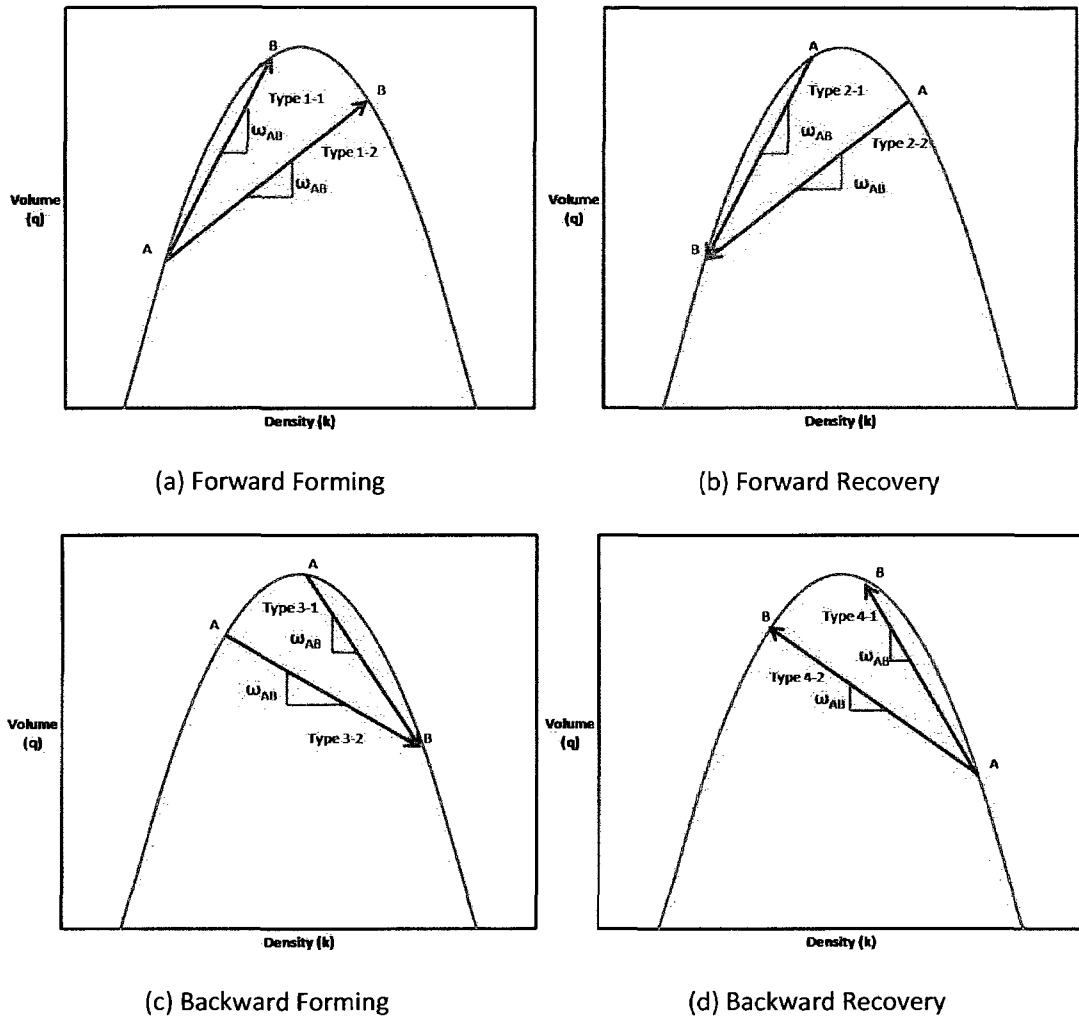 B
Type 1-1
B
ω_AB
Type 1-2
ω_AB
Volume
(q)
A
Density (k)
(a) Forward Forming
A
Type 2-1
A
ω_AB
Type 2-2
ω_AB
Volume
(q)
B
Density (k)
(b) Forward Recovery
A
Type 3-1
A
ω_AB
ω_AB
Volume
(q)
Type 3-2
B
Density (k)
(c) Backward Forming
B
B
Type 4-1
ω_AB
Type 4-2
ω_AB
Volume
(q)
A
Density (k)
(d) Backward Recovery